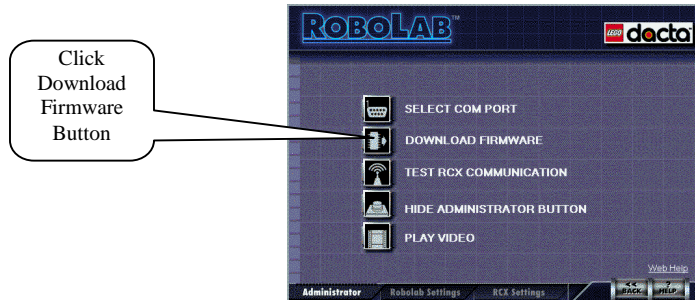 Click
Download
Firmware
Button
ROBOLAB™
LEGO dacta
SELECT COM PORT
DOWNLOAD FIRMWARE
TEST RCX COMMUNICATION
HIDE ADMINISTRATOR BUTTON
PLAY VIDEO
Web Help
Administrator Robolab Settings RCX Settings << BACK ? HELP